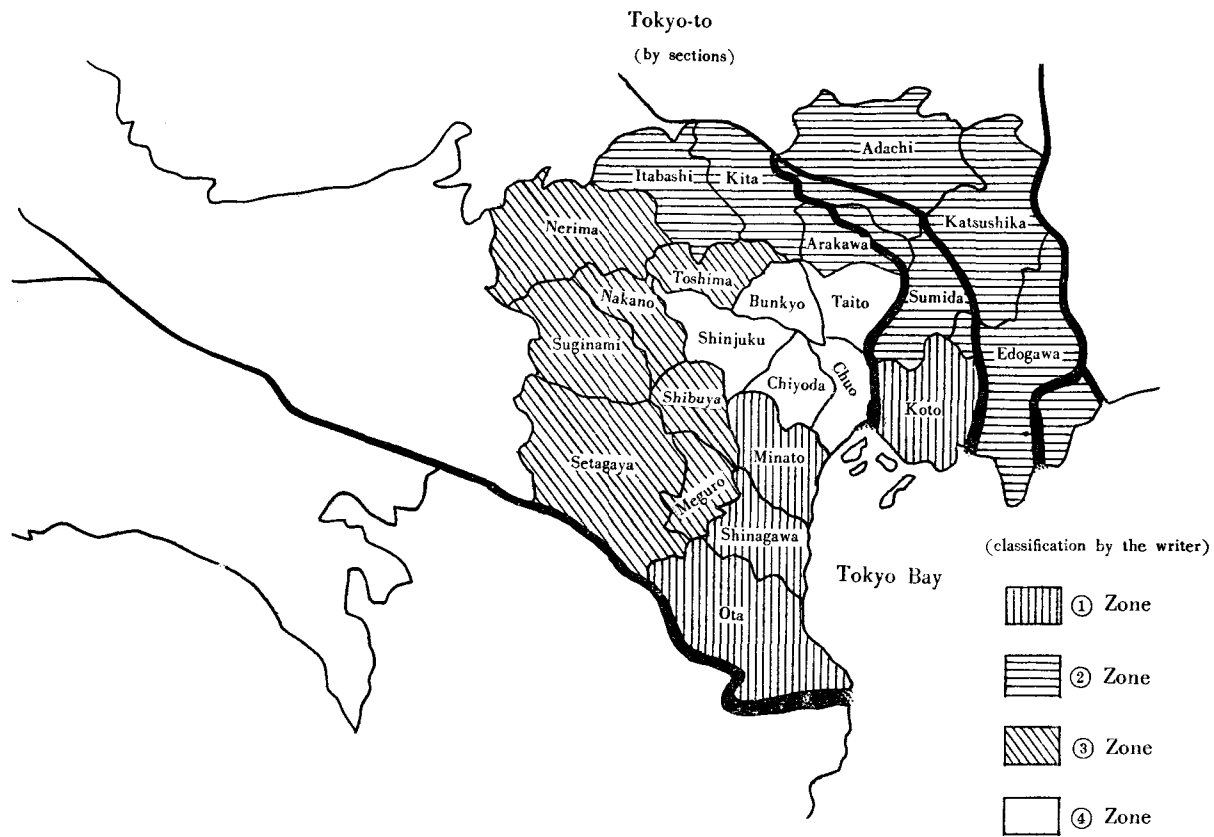 Tokyo-to
(by sections)
Adachi
Itabashi
Kita
Katsushika
Nerima
Arakawa
Toshima
Nakano
Bunkyo
Taito
Sumida
Shinjuku
Suginami
Edogawa
Chiyoda
Chuo
Shibuya
Koto
Minato
Setagaya
Meguro
Shinagawa
(classification by the writer)
Tokyo Bay
Ota
① Zone
② Zone
③ Zone
④ Zone